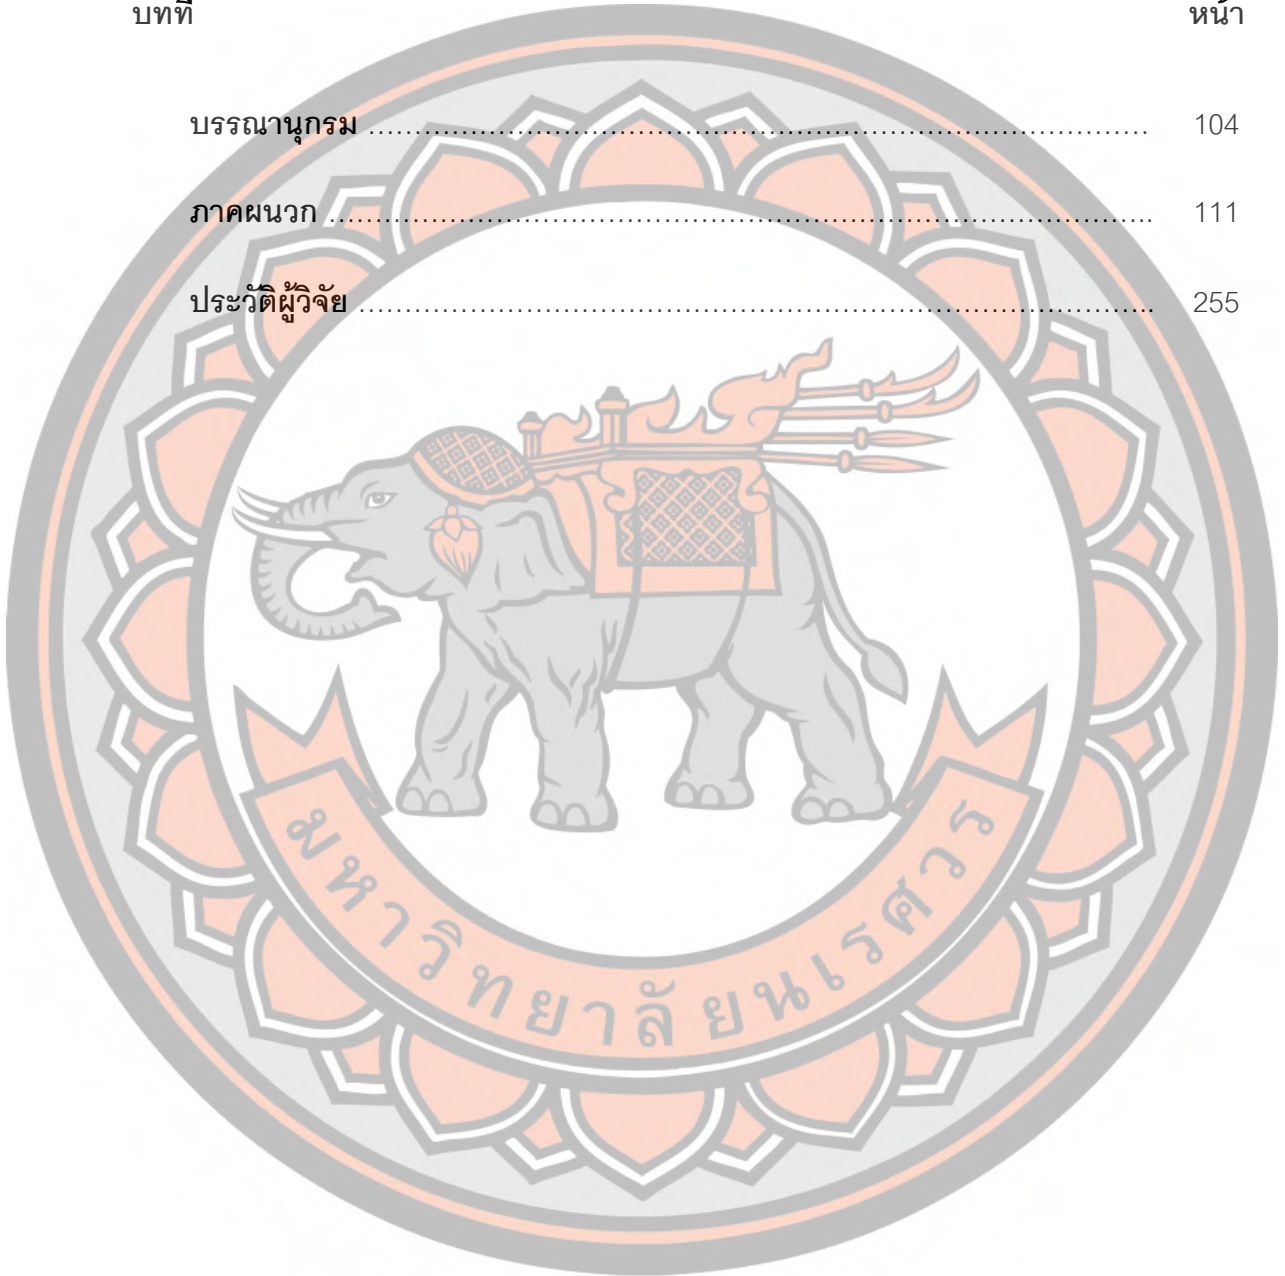 บทที่ หน้า
บรรณานุกรม ........................................................................................ 104
ภาคผนวก ........................................................................................ 111
ประวัติผู้วิจัย ........................................................................................ 255
มหาวิทยาลัยนเรศวร